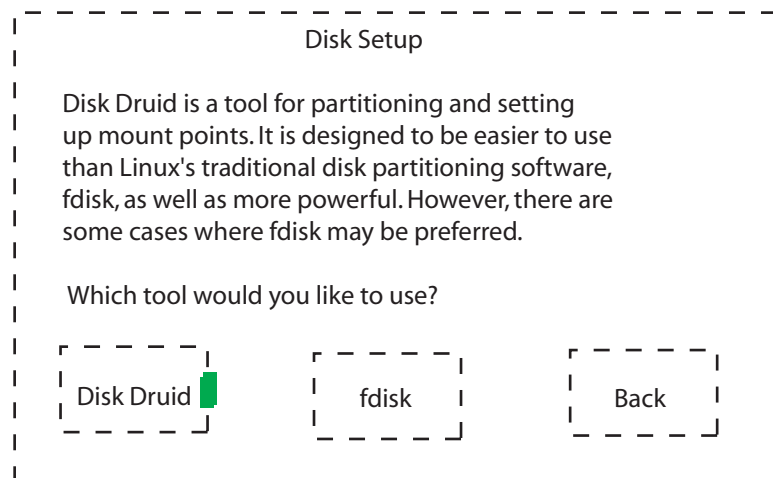 Disk Setup
Disk Druid is a tool for partitioning and setting
up mount points. It is designed to be easier to use
than Linux's traditional disk partitioning software,
fdisk, as well as more powerful. However, there are
some cases where fdisk may be preferred.
Which tool would you like to use?
Disk Druid fdisk Back